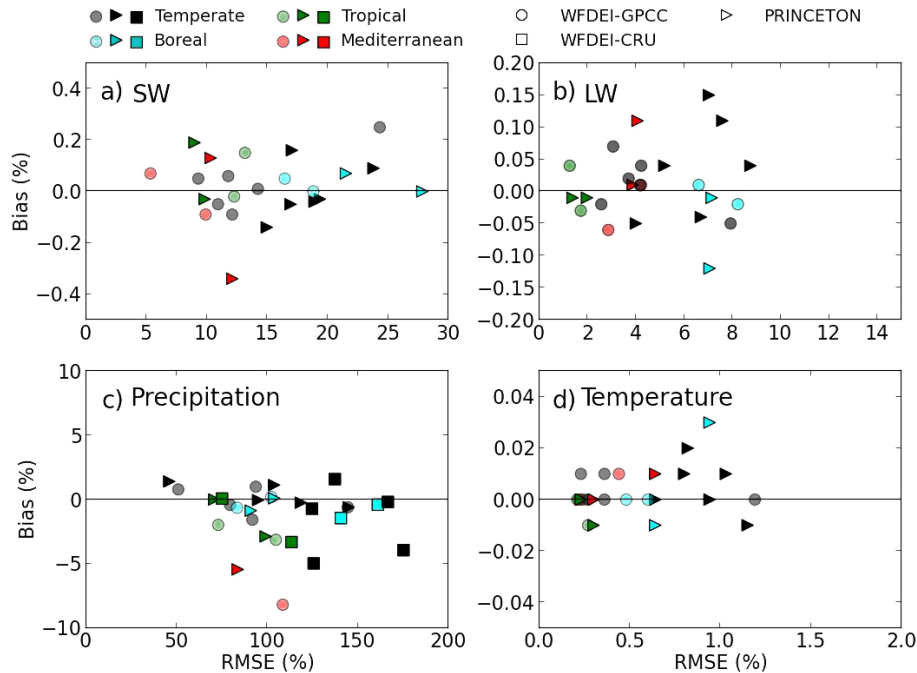 Temperate Tropical WFDEI-GPCC PRINCETON
Boreal Mediterranean WFDEI-CRU
a) SW
Bias (%)
0.4
0.2
0.0
−0.2
−0.4
0 5 10 15 20 25 30
b) LW
0.20
0.15
0.10
0.05
0.00
−0.05
−0.10
−0.15
−0.20
0 2 4 6 8 10 12 14
c) Precipitation
Bias (%)
10
5
0
−5
−10
50 100 150 200
RMSE (%)
d) Temperature
0.04
0.02
0.00
−0.02
−0.04
0.0 0.5 1.0 1.5 2.0
RMSE (%)